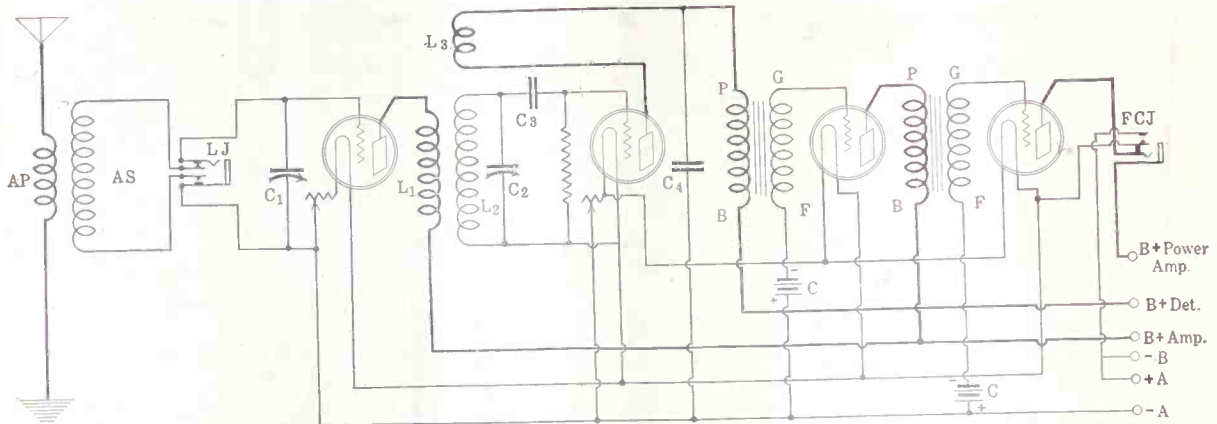 AP
AS
LJ
C1
L1
L3
L2
C3
C2
C4
P
B
G
F
- 
+
C
P
B
G
F
-
+
C
FCJ
B+Power
Amp.
B+Det.
B+Amp.
-B
+A
-A